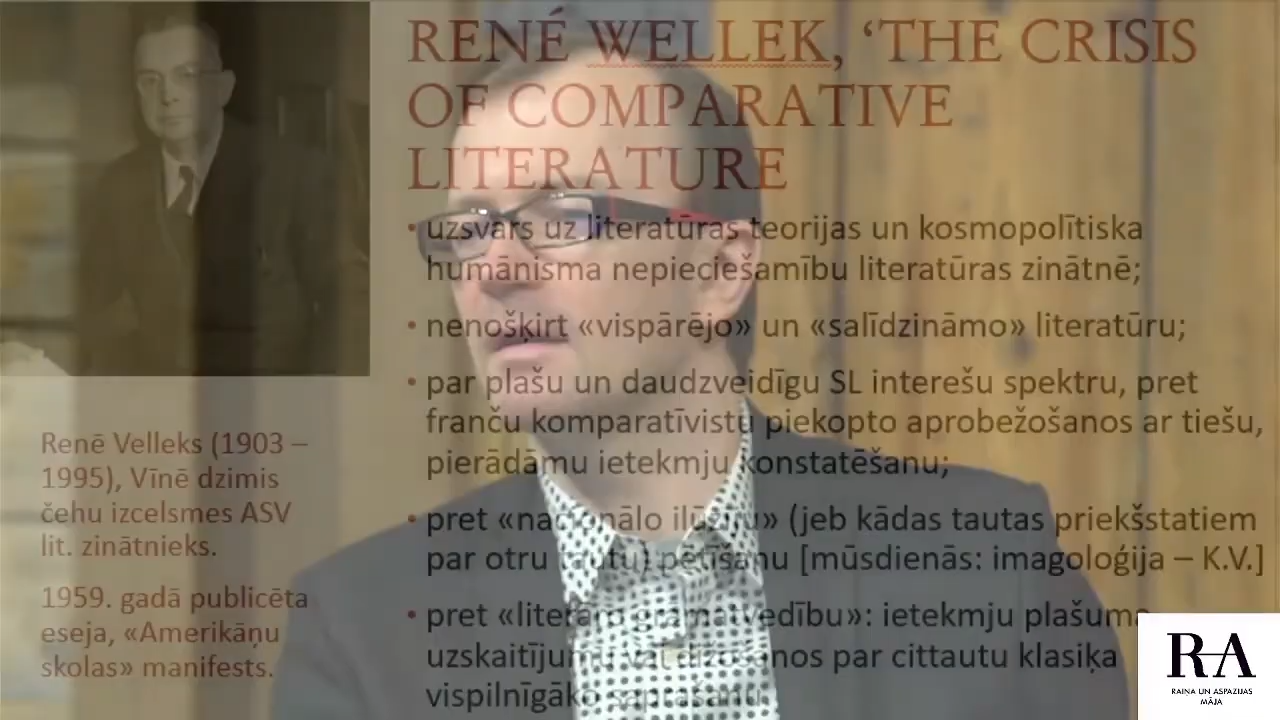 RENÉ WELLEK, ‘THE CRISIS
OF COMPARATIVE
LITERATURE
• uzsvars uz literatūras teorijas un kosmopolītiska
humānisma nepieciešamību literatūras zinātnē;
• nenošķirt «vispārējo» un «salīdzināmo» literatūru;
• par plašu un daudzveidīgu SL interešu spektru, pret
franču komparatīvistu piekopto aprobežošanos ar tiešu,
pierādāmu ietekmju konstatēšanu;
• pret «nacionālo ilūziju» (jeb kādas tautas priekšstatiem
par otru tautu) pētīšanu [mūsdienās: imagoloģija – K.V.]
• pret «literāro grāmatvedību»: ietekmju plašuma
uzskaitījumu vai dižošanos par cittautu klasiķa
vispilnīgāko saprašanu.
Renē Velleks (1903 –
1995), Vīnē dzimis
čehu izcelsmes ASV
lit. zinātnieks.
1959. gadā publicēta
eseja, «Amerikāņu
skolas» manifests.
RA
RAIŅA UN ASPAZIJAS
MĀJA